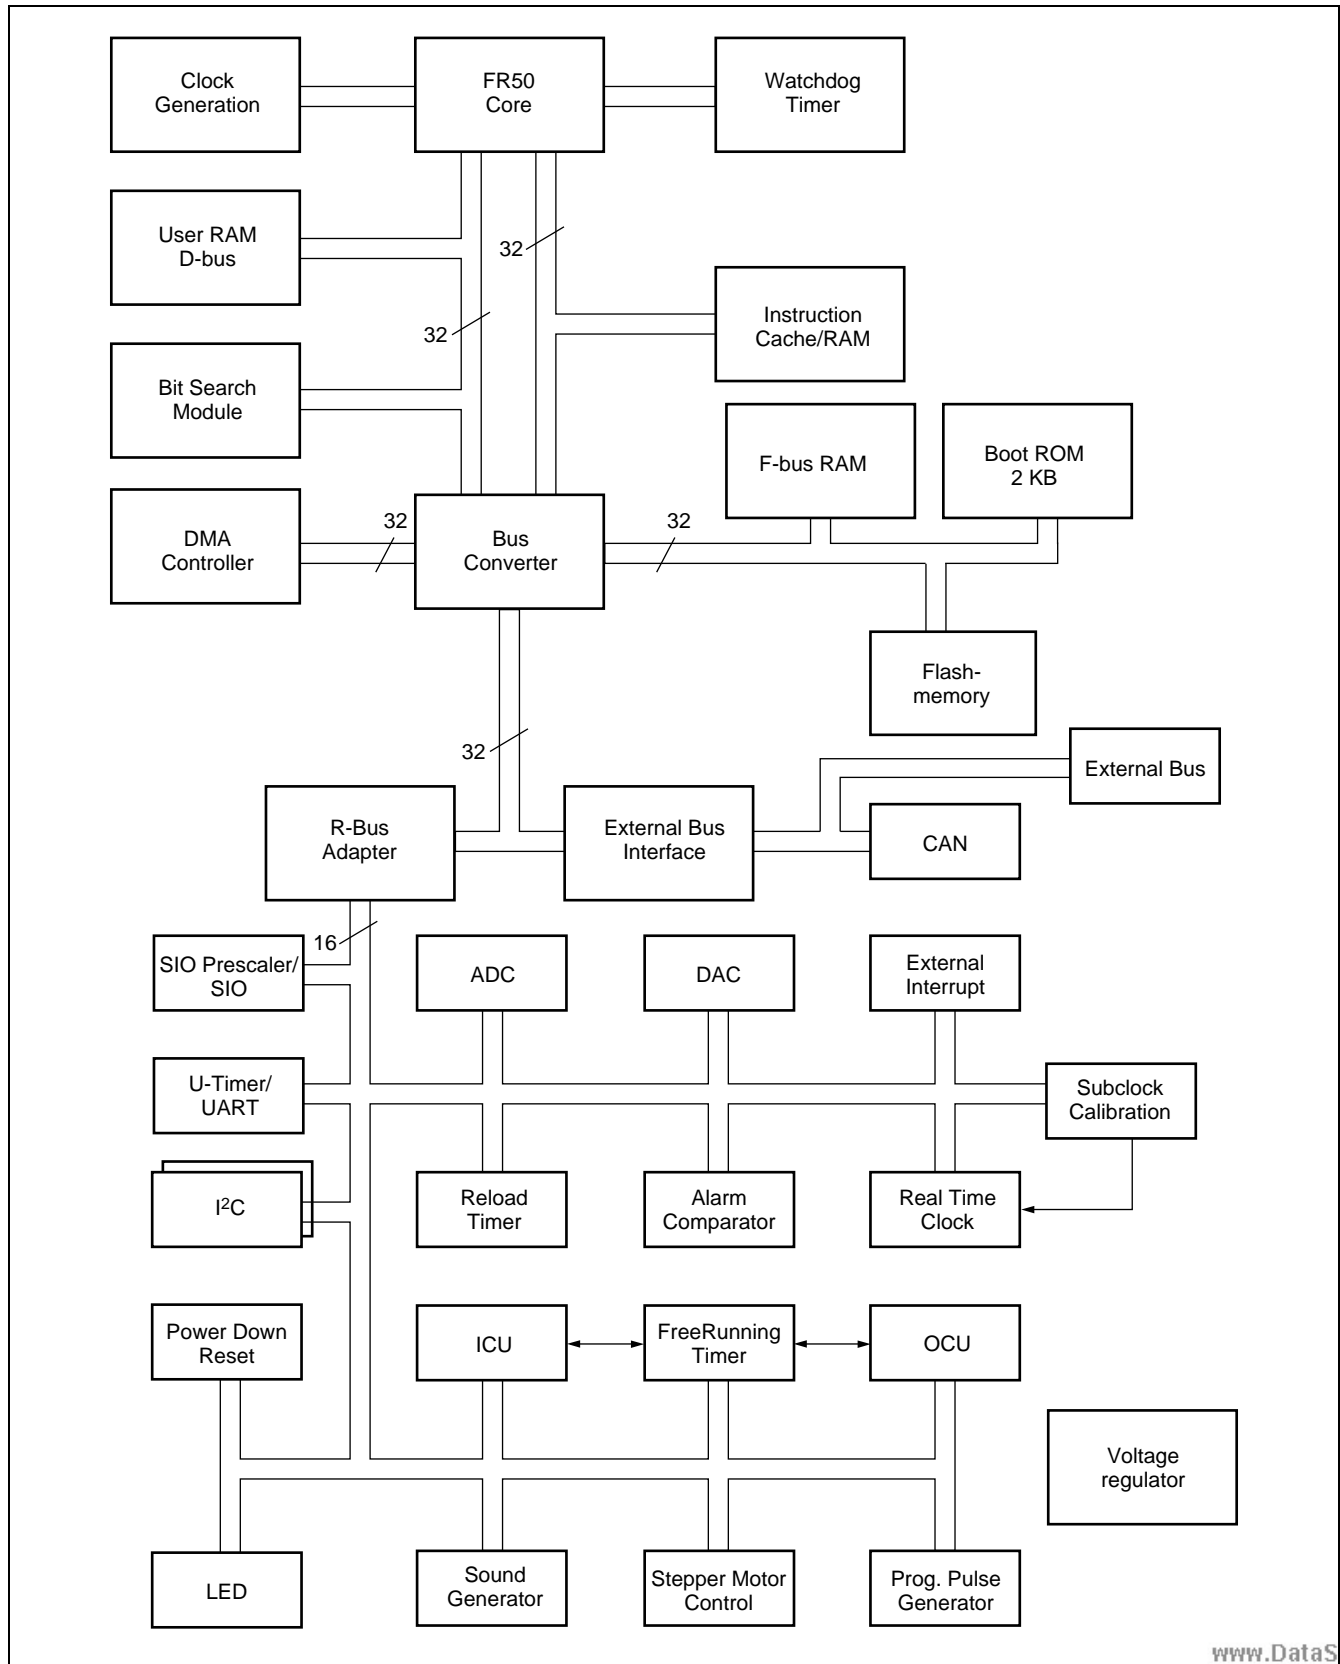 Clock
Generation
FR50
Core
Watchdog
Timer
User RAM
D-bus
32
Instruction
Cache/RAM
32
Bit Search
Module
F-bus RAM
Boot ROM
2 KB
DMA
Controller
32
Bus
Converter
32
Flash-
memory
32
External Bus
R-Bus
Adapter
External Bus
Interface
CAN
16
SIO Prescaler/
SIO
ADC
DAC
External
Interrupt
U-Timer/
UART
Subclock
Calibration
I²C
Reload
Timer
Alarm
Comparator
Real Time
Clock
Power Down
Reset
ICU
FreeRunning
Timer
OCU
Voltage
regulator
LED
Sound
Generator
Stepper Motor
Control
Prog. Pulse
Generator
www.DataS